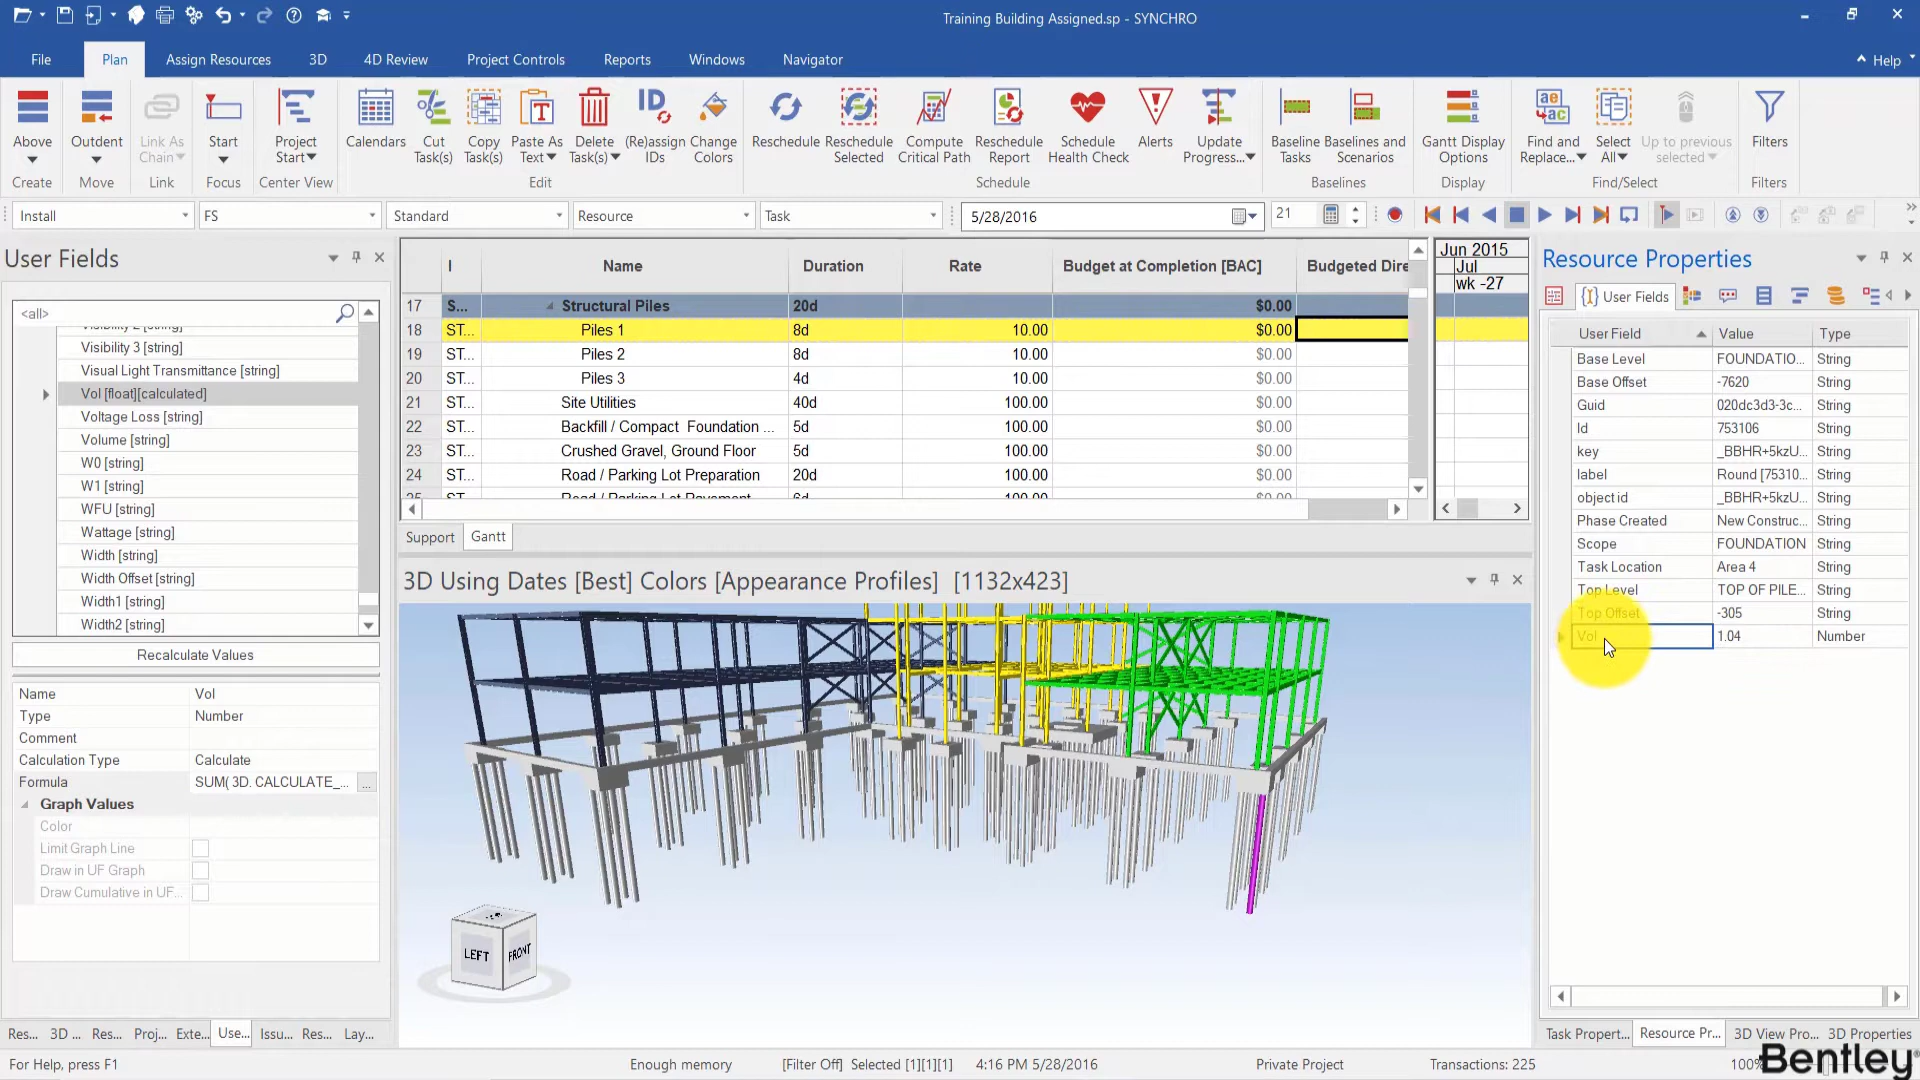 Training Building Assigned.sp - SYNCHRO
File Plan Assign Resources 3D 4D Review Project Controls Reports Windows Navigator Help
Above Outdent Link As Chain Start Project Start Calendars Cut Task(s) Copy Task(s) Paste As Text Delete Task(s) (Re)assign IDs Change Colors Reschedule Reschedule Selected Compute Critical Path Reschedule Report Schedule Health Check Alerts Update Progress... Baseline Tasks Baselines and Scenarios Gantt Display Options Find and Replace... Select All Up to previous selected Filters
Create Move Link Focus Center View Edit Schedule Baselines Display Find/Select Filters
Install FS Standard Resource Task 5/28/2016 21
User Fields
<all>
Visibility 2 [string]
Visibility 3 [string]
Visual Light Transmittance [string]
Vol [float][calculated]
Voltage Loss [string]
Volume [string]
W0 [string]
W1 [string]
WFU [string]
Wattage [string]
Width [string]
Width Offset [string]
Width1 [string]
Width2 [string]
Recalculate Values
Name Vol
Type Number
Comment
Calculation Type Calculate
Formula SUM( 3D. CALCULATE_... ...
Graph Values
Color
Limit Graph Line
Draw in UF Graph
Draw Cumulative in UF...
Res... 3D ... Res... Proj... Exte... Use... Issu... Res... Lay...
I Name Duration Rate Budget at Completion [BAC] Budgeted Dire
17 S... Structural Piles 20d $0.00
18 ST... Piles 1 8d 10.00 $0.00
19 ST... Piles 2 8d 10.00 $0.00
20 ST... Piles 3 4d 10.00 $0.00
21 ST... Site Utilities 40d 100.00 $0.00
22 ST... Backfill / Compact Foundation ... 5d 100.00 $0.00
23 ST... Crushed Gravel, Ground Floor 5d 100.00 $0.00
24 ST... Road / Parking Lot Preparation 20d 100.00 $0.00
25 ST... Road / Parking Lot Pavement 6d 100.00 $0.00
Jun 2015
Jul
wk -27
Support Gantt
3D Using Dates [Best] Colors [Appearance Profiles] [1132x423]
LEFT FRONT
Resource Properties
User Fields
User Field Value Type
Base Level FOUNDATIO... String
Base Offset -7620 String
Guid 020dc3d3-3c... String
Id 753106 String
key _BBHR+5kzU... String
label Round [75310... String
object id _BBHR+5kzU... String
Phase Created New Construc... String
Scope FOUNDATION String
Task Location Area 4 String
Top Level TOP OF PILE... String
Top Offset -305 String
Vol 1.04 Number
Task Propert... Resource Pr... 3D View Pro... 3D Properties
For Help, press F1 Enough memory [Filter Off] Selected [1][1][1] 4:16 PM 5/28/2016 Private Project Transactions: 225 100%
Bentley